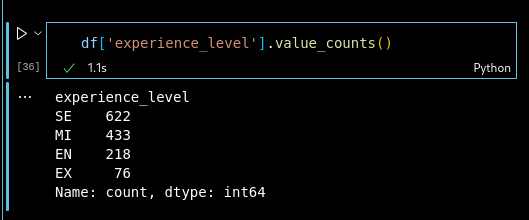 df['experience_level'].value_counts()
[36]
1.1s
Python
...
experience_level
SE    622
MI    433
EN    218
EX     76
Name: count, dtype: int64